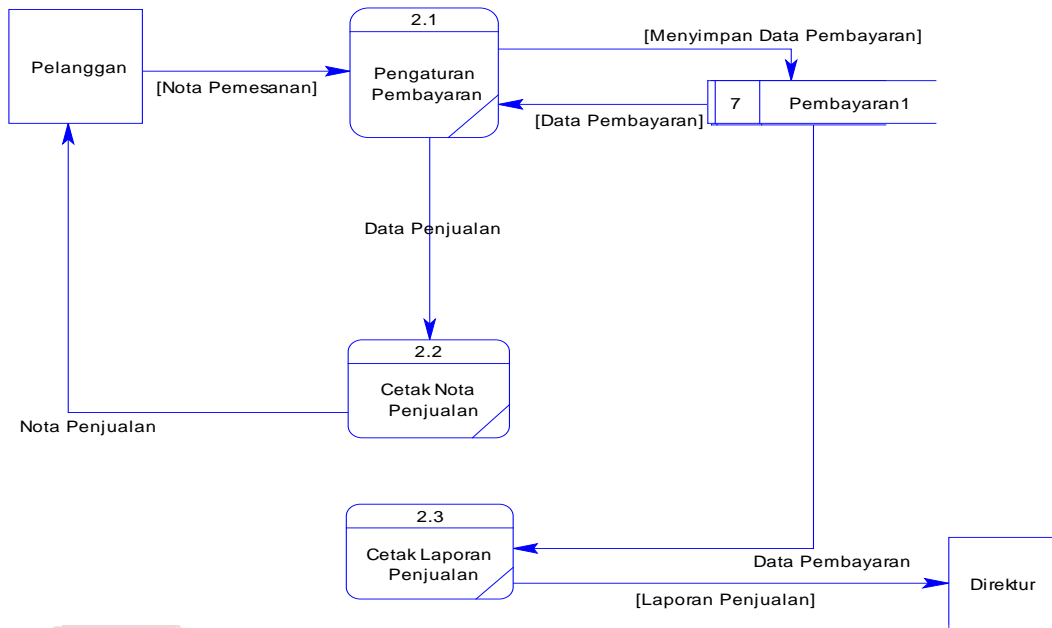 2.1
[Menyimpan Data Pembayaran]
Pelanggan
[Nota Pemesanan]
Pengaturan
Pembayaran
7
Pembayaran1
[Data Pembayaran]
Data Penjualan
2.2
Cetak Nota
Penjualan
Nota Penjualan
2.3
Cetak Laporan
Penjualan
Data Pembayaran
[Laporan Penjualan]
Direktur